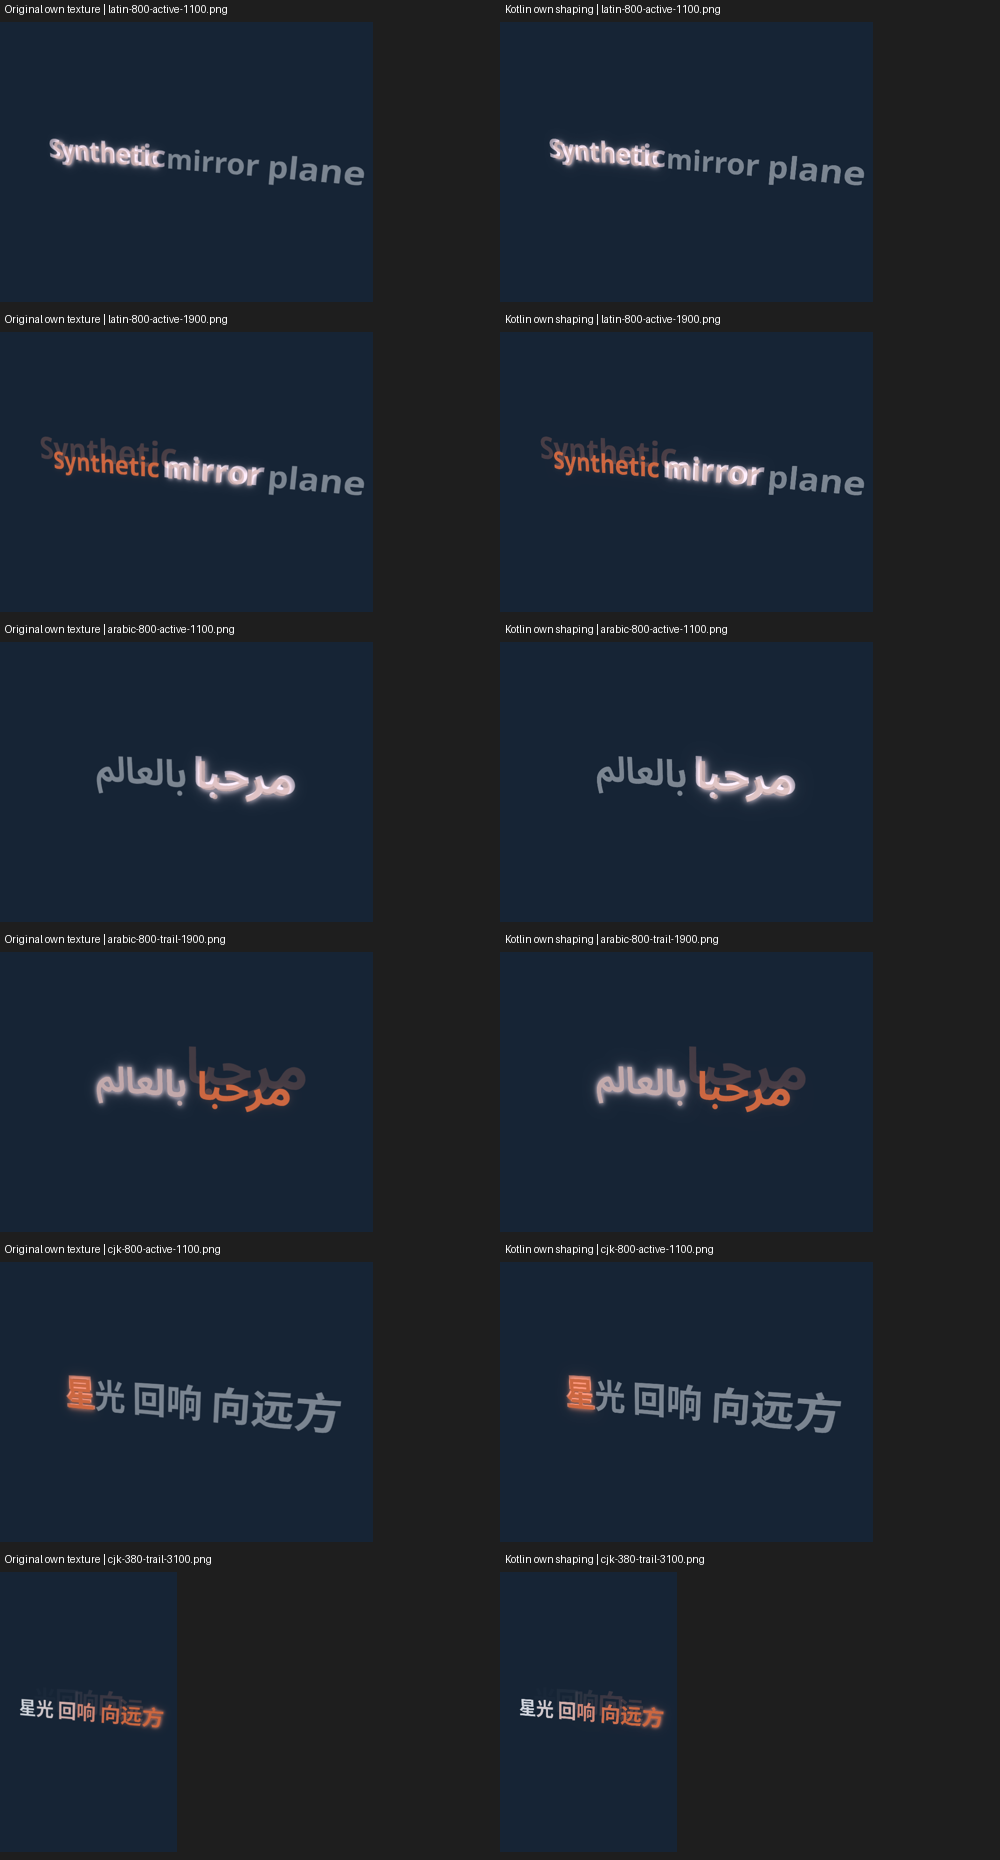 Original own texture | latin-800-active-1100.png
Kotlin own shaping | latin-800-active-1100.png
Synthetic mirror plane
Synthetic mirror plane
Original own texture | latin-800-active-1900.png
Kotlin own shaping | latin-800-active-1900.png
Synthetic
Synthetic mirror plane
Synthetic
Synthetic mirror plane
Original own texture | arabic-800-active-1100.png
Kotlin own shaping | arabic-800-active-1100.png
مرحبا بالعالم
مرحبا بالعالم
Original own texture | arabic-800-trail-1900.png
Kotlin own shaping | arabic-800-trail-1900.png
مرحبا
مرحبا بالعالم
مرحبا
مرحبا بالعالم
Original own texture | cjk-800-active-1100.png
Kotlin own shaping | cjk-800-active-1100.png
星光 回响 向远方
星光 回响 向远方
Original own texture | cjk-380-trail-3100.png
Kotlin own shaping | cjk-380-trail-3100.png
星光 回响 向远方
星光 回响 向远方